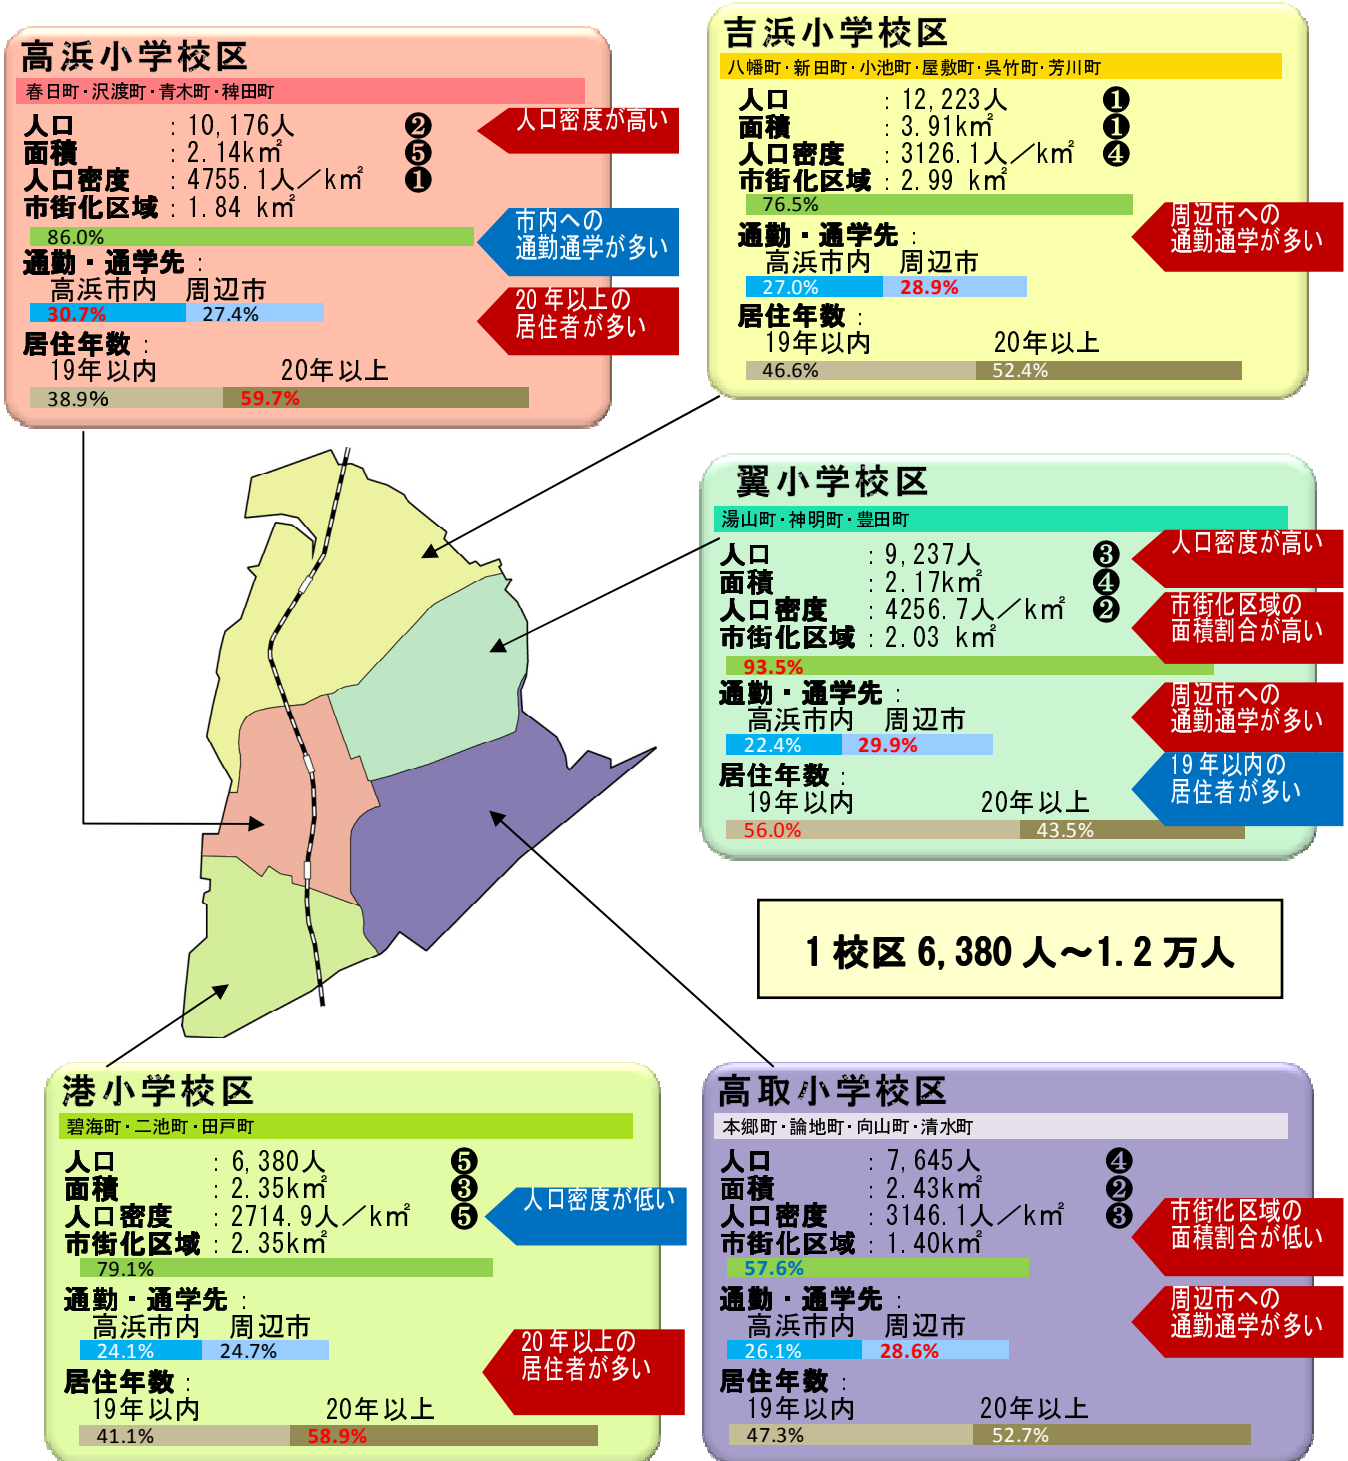 高浜小学校区
春日町・沢渡町・青木町・稗田町
人口 : 10,176人 ❷
面積 : 2.14k㎡ ❺
人口密度 : 4755.1人／k㎡ ❶
市街化区域 : 1.84 k㎡
86.0%
通勤・通学先 :
高浜市内 周辺市
30.7% 27.4%
居住年数 :
19年以内 20年以上
38.9% 59.7%
人口密度が高い
市内への
通勤通学が多い
20 年以上の
居住者が多い
吉浜小学校区
八幡町・新田町・小池町・屋敷町・呉竹町・芳川町
人口 : 12,223人 ❶
面積 : 3.91k㎡ ❶
人口密度 : 3126.1人／k㎡ ❹
市街化区域 : 2.99 k㎡
76.5%
通勤・通学先 :
高浜市内 周辺市
27.0% 28.9%
居住年数 :
19年以内 20年以上
46.6% 52.4%
周辺市への
通勤通学が多い
翼小学校区
湯山町・神明町・豊田町
人口 : 9,237人 ❸
面積 : 2.17k㎡ ❹
人口密度 : 4256.7人／k㎡ ❷
市街化区域 : 2.03 k㎡
93.5%
通勤・通学先 :
高浜市内 周辺市
22.4% 29.9%
居住年数 :
19年以内 20年以上
56.0% 43.5%
人口密度が高い
市街化区域の
面積割合が高い
周辺市への
通勤通学が多い
19 年以内の
居住者が多い
1 校区 6,380 人～1.2 万人
港小学校区
碧海町・二池町・田戸町
人口 : 6,380人 ❺
面積 : 2.35k㎡ ❸
人口密度 : 2714.9人／k㎡ ❺
市街化区域 : 2.35k㎡
79.1%
通勤・通学先 :
高浜市内 周辺市
24.1% 24.7%
居住年数 :
19年以内 20年以上
41.1% 58.9%
人口密度が低い
20 年以上の
居住者が多い
高取小学校区
本郷町・論地町・向山町・清水町
人口 : 7,645人 ❹
面積 : 2.43k㎡ ❷
人口密度 : 3146.1人／k㎡ ❸
市街化区域 : 1.40k㎡
57.6%
通勤・通学先 :
高浜市内 周辺市
26.1% 28.6%
居住年数 :
19年以内 20年以上
47.3% 52.7%
市街化区域の
面積割合が低い
周辺市への
通勤通学が多い